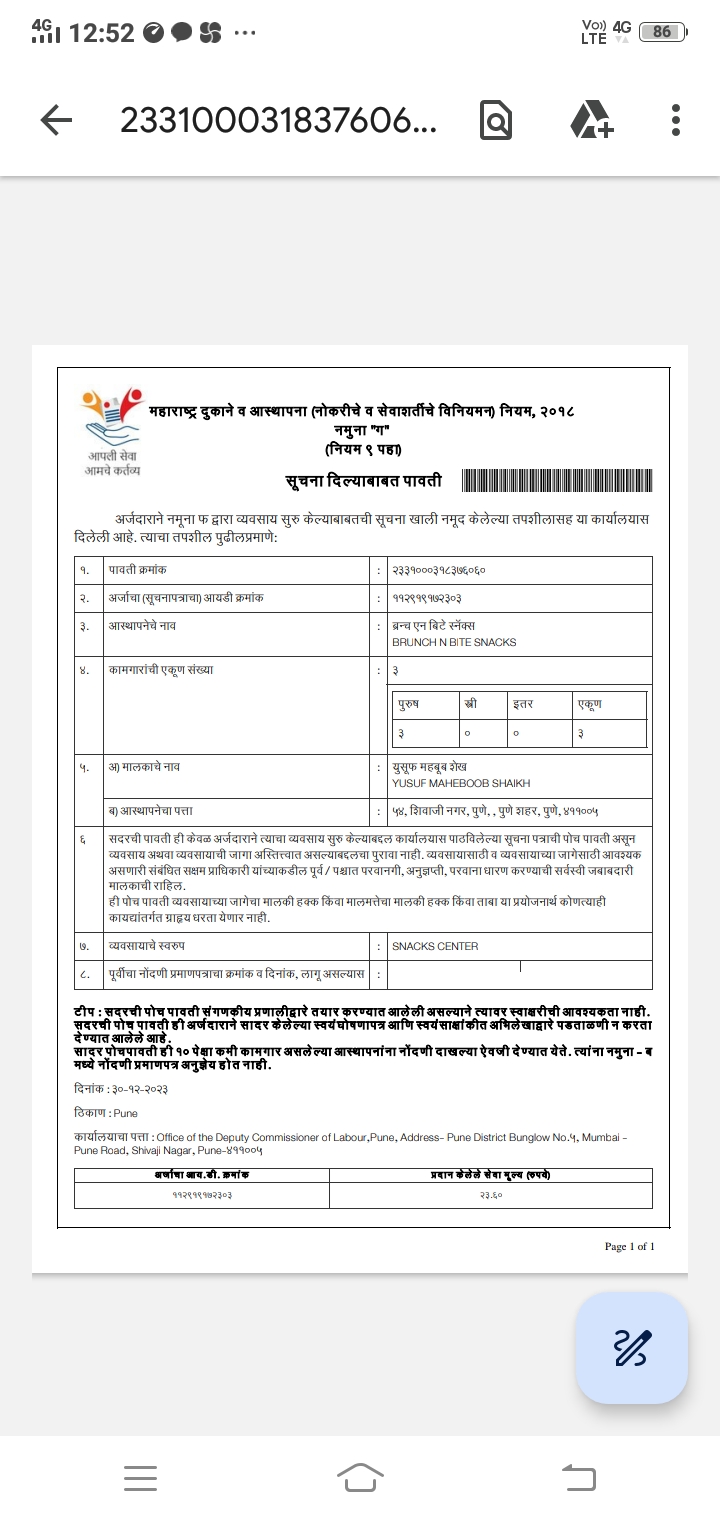 4G 12:52 ... Vo)) LTE 4G 86
233100031837606...
महाराष्ट्र दुकाने व आस्थापना (नोकरीचे व सेवाशर्तीचे विनियमन) नियम, २०१८
नमुना "ग"
(नियम ९ पहा)
आपली सेवा
आमचे कर्तव्य
सूचना दिल्याबाबत पावती
अर्जदाराने नमूना फ द्वारा व्यवसाय सुरु केल्याबाबतची सूचना खाली नमूद केलेल्या तपशीलासह या कार्यालयास
दिलेली आहे. त्याचा तपशील पुढीलप्रमाणे:
१. पावती क्रमांक : २३३१०००३१८३७६०६०
२. अर्जाचा (सूचनापत्राचा) आयडी क्रमांक : ११२९१९१७२३०३
३. आस्थापनेचे नाव : ब्रन्च एन बिटे स्नॅक्स
BRUNCH N BITE SNACKS
४. कामगारांची एकूण संख्या : ३
पुरुष स्त्री इतर एकूण
३ ० ० ३
५. अ) मालकाचे नाव : युसूफ महबूब शेख
YUSUF MAHEBOOB SHAIKH
ब) आस्थापनेचा पत्ता : ५४, शिवाजी नगर, पुणे, , पुणे शहर, पुणे, ४११००५
६ सदरची पावती ही केवळ अर्जदाराने त्याचा व्यवसाय सुरु केल्याबद्दल कार्यालयास पाठविलेल्या सूचना पत्राची पोच पावती असून
व्यवसाय अथवा व्यवसायाची जागा अस्तित्त्वात असल्याबद्दलचा पुरावा नाही. व्यवसायासाठी व व्यवसायाच्या जागेसाठी आवश्यक
असणारी संबंधित सक्षम प्राधिकारी यांच्याकडील पूर्व / पश्चात परवानगी, अनुज्ञप्ती, परवाना धारण करण्याची सर्वस्वी जबाबदारी
मालकाची राहिल.
ही पोच पावती व्यवसायाच्या जागेचा मालकी हक्क किंवा मालमत्तेचा मालकी हक्क किंवा ताबा या प्रयोजनार्थ कोणत्याही
कायद्यांतर्गत ग्राह्य धरता येणार नाही.
७. व्यवसायाचे स्वरुप : SNACKS CENTER
८. पूर्वीचा नोंदणी प्रमाणपत्राचा क्रमांक व दिनांक, लागू असल्यास :
टीप : सदरची पोच पावती संगणकीय प्रणालीद्वारे तयार करण्यात आलेली असल्याने त्यावर स्वाक्षरीची आवश्यकता नाही.
सदरची पोच पावती ही अर्जदाराने सादर केलेल्या स्वयंघोषणापत्र आणि स्वयंसाक्षांकीत अभिलेखाद्वारे पडताळणी न करता
देण्यात आलेले आहे.
सादर पोचपावती ही १० पेक्षा कमी कामगार असलेल्या आस्थापनांना नोंदणी दाखल्या ऐवजी देण्यात येते. त्यांना नमुना – ब
मध्ये नोंदणी प्रमाणपत्र अनुज्ञेय होत नाही.
दिनांक : ३०-१२-२०२३
ठिकाण : Pune
कार्यालयाचा पत्ता : Office of the Deputy Commissioner of Labour,Pune, Address- Pune District Bunglow No.५, Mumbai -
Pune Road, Shivaji Nagar, Pune-४११००५
अर्जाचा आय.डी. क्रमांक प्रदान केलेले सेवा मूल्य (रुपये)
११२९१९१७२३०३ २३.६०
Page 1 of 1